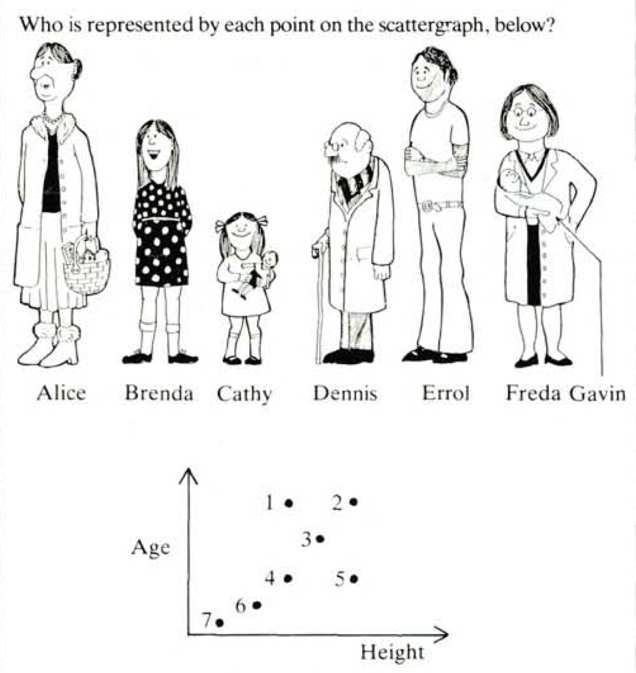 Who is represented by each point on the scattergraph, below?
Alice Brenda Cathy Dennis Errol Freda Gavin
1 2
3
Age
4 5
6
7
Height